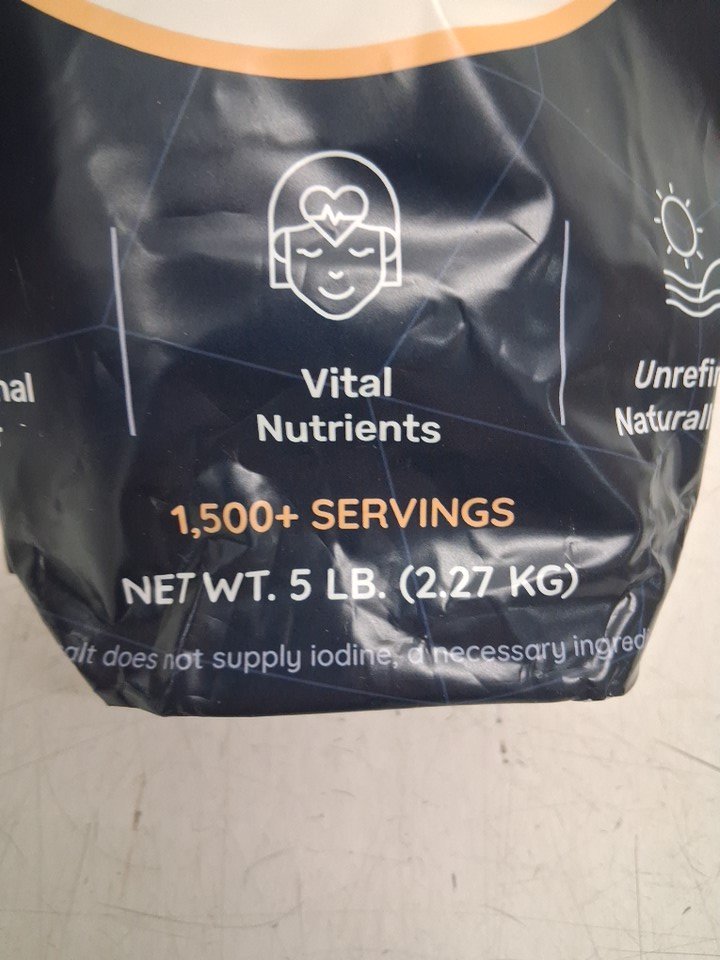 Vital
Nutrients
1,500+ SERVINGS
NET WT. 5 LB. (2.27 KG)
does not supply iodine, a necessary